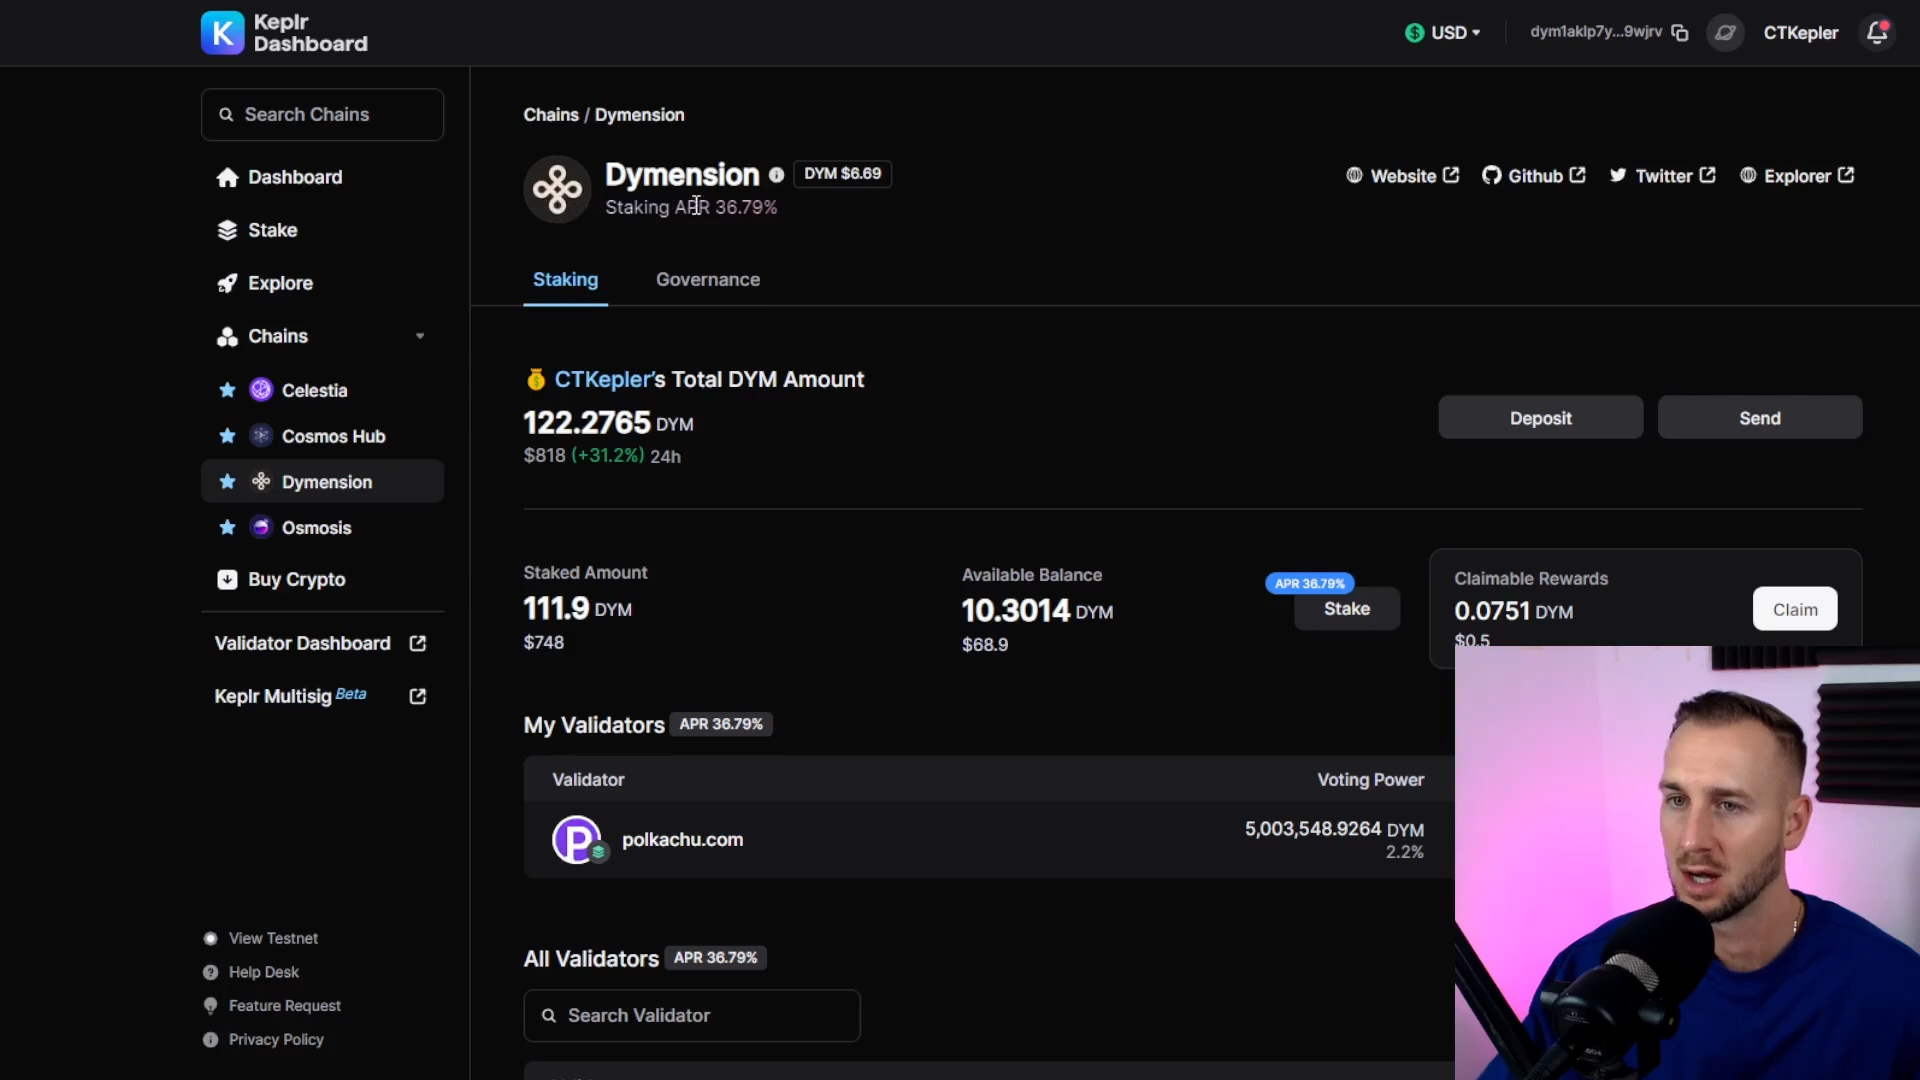 Keplr
Dashboard
USD
dym1aklp7y...9wjrv
CTKepler
Search Chains
Dashboard
Stake
Explore
Chains
Celestia
Cosmos Hub
Dymension
Osmosis
Buy Crypto
Validator Dashboard
Keplr Multisig Beta
View Testnet
Help Desk
Feature Request
Privacy Policy
Chains / Dymension
Dymension DYM $6.69
Staking APR 36.79%
Website
Github
Twitter
Explorer
Staking
Governance
CTKepler's Total DYM Amount
122.2765 DYM
$818 (+31.2%) 24h
Deposit
Send
Staked Amount
111.9 DYM
$748
Available Balance
10.3014 DYM
$68.9
APR 36.79%
Stake
Claimable Rewards
0.0751 DYM
$0.5
Claim
My Validators APR 36.79%
Validator
Voting Power
polkachu.com
5,003,548.9264 DYM
2.2%
All Validators APR 36.79%
Search Validator